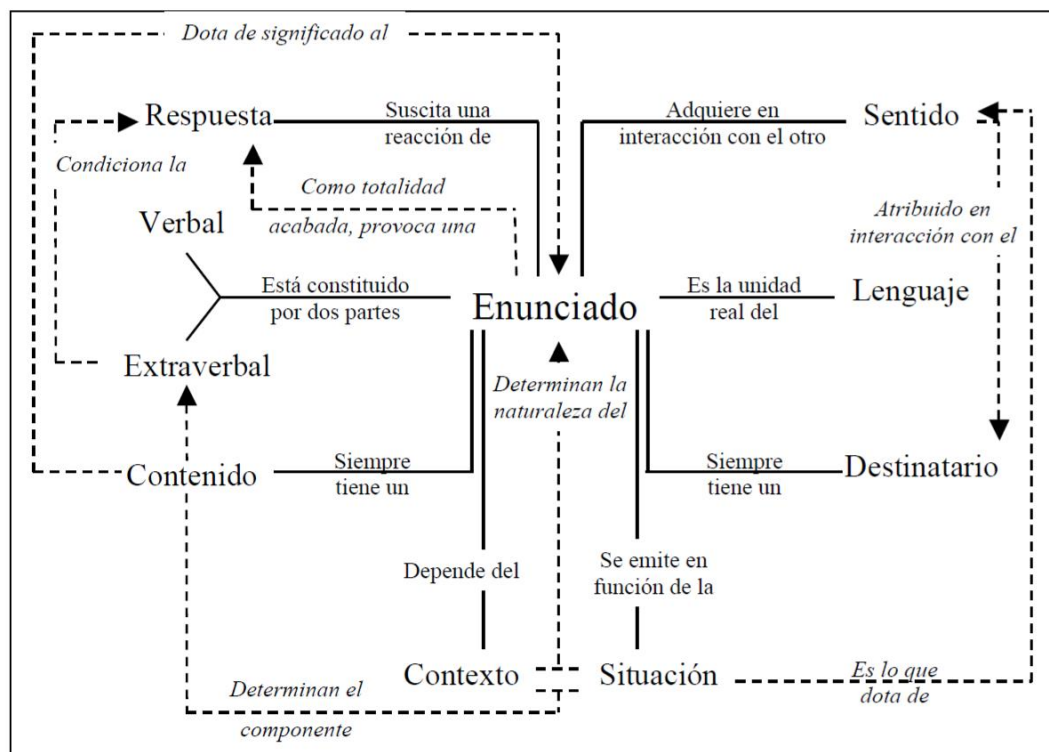 Dota de significado al
Respuesta
Suscita una
reacción de
Adquiere en
interacción con el otro
Sentido
Condiciona la
Como totalidad
acabada, provoca una
Verbal
Atribuido en
interacción con el
Está constituido
por dos partes
Enunciado
Es la unidad
real del
Lenguaje
Extraverbal
Determinan la
naturaleza del
Contenido
Siempre
tiene un
Siempre
tiene un
Destinatario
Depende del
Se emite en
función de la
Contexto
Situación
Es lo que
dota de
Determinan el
componente